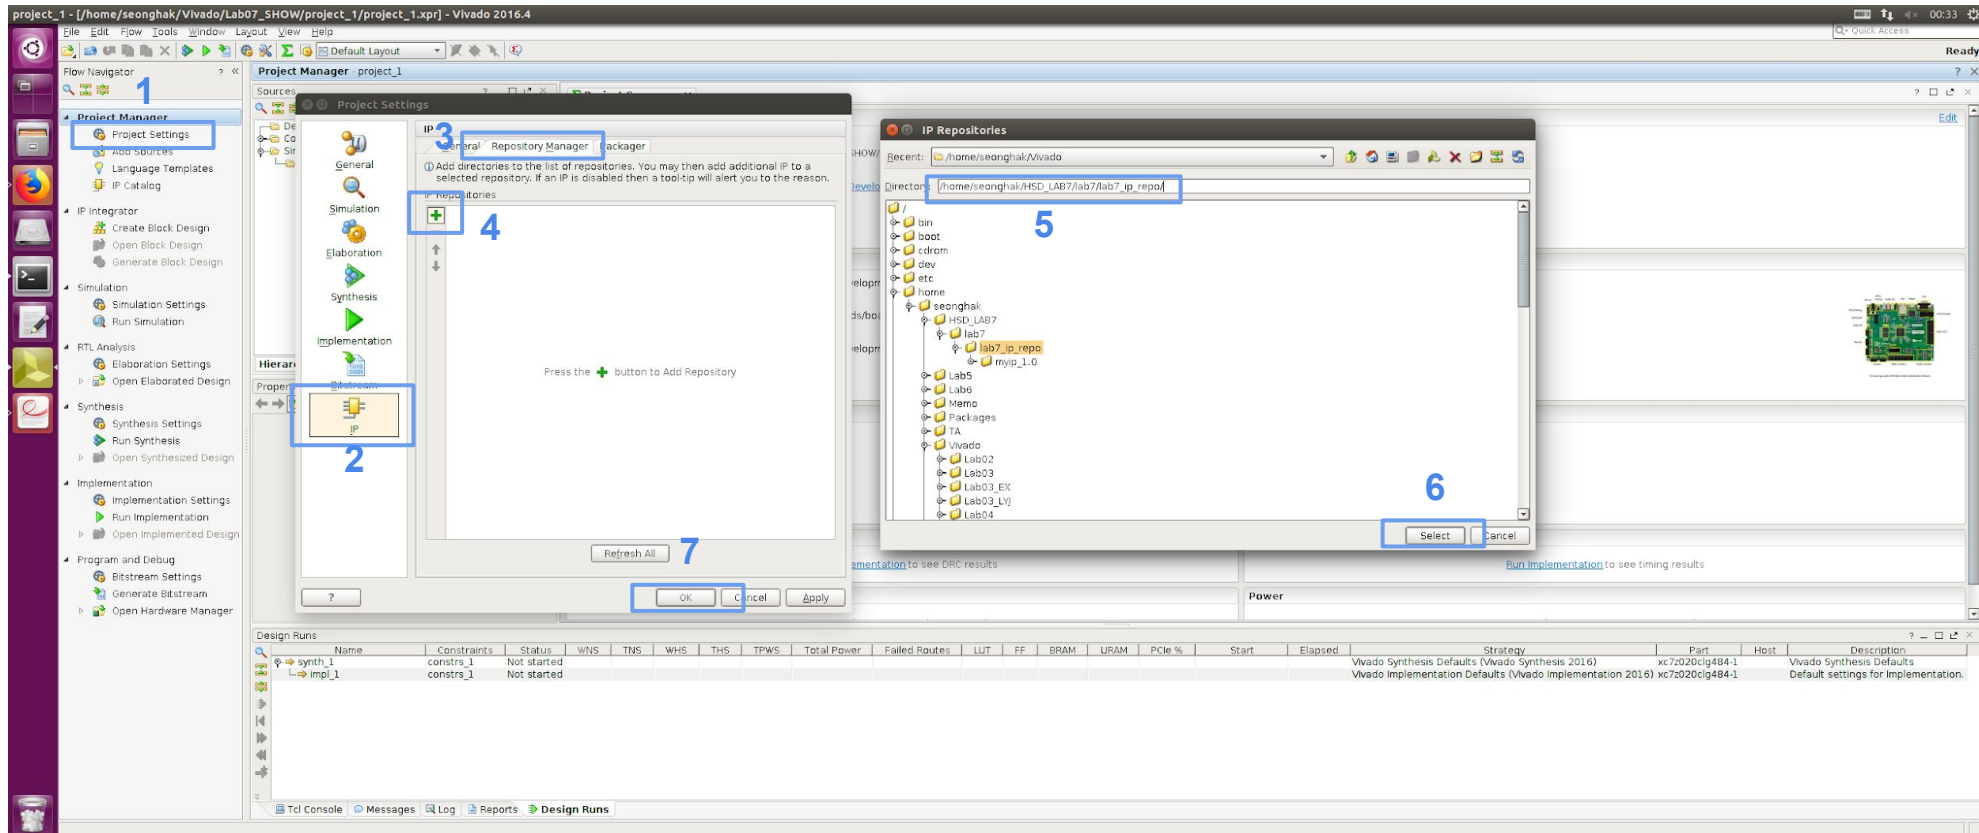 project_1 - [/home/seonghak/Vivado/Lab07_SHOW/project_1/project_1.xpr] - Vivado 2016.4
00:33
File Edit Flow Tools Window Layout View Help
Quick Access
Default Layout
Ready
Flow Navigator
1
Project Manager
Project Settings
Add Sources
Language Templates
IP Catalog
IP Integrator
Create Block Design
Open Block Design
Generate Block Design
Simulation
Simulation Settings
Run Simulation
RTL Analysis
Elaboration Settings
Open Elaborated Design
Synthesis
Synthesis Settings
Run Synthesis
Open Synthesized Design
Implementation
Implementation Settings
Run Implementation
Open Implemented Design
Program and Debug
Bitstream Settings
Generate Bitstream
Open Hardware Manager
Project Manager - project_1
Sources
Edit
Project Settings
General
Simulation
Elaboration
Synthesis
Implementation
Bitstream
IP
2
IP
3
General Repository Manager Packager
Add directories to the list of repositories. You may then add additional IP to a
selected repository. If an IP is disabled then a tool-tip will alert you to the reason.
IP Repositories
4
Press the + button to Add Repository
Refresh All
7
? OK Cancel Apply
IP Repositories
Recent: /home/seonghak/Vivado
Directory: /home/seonghak/HSD_LAB7/lab7/lab7_ip_repo/
5
/
bin
boot
cdrom
dev
etc
home
seonghak
HSD_LAB7
lab7
lab7_ip_repo
myip_1.0
Lab5
Lab6
Memo
Packages
TA
Vivado
Lab02
Lab03
Lab03_EX
Lab03_LYJ
Lab04
6
Select Cancel
to see DRC results
Run Implementation to see timing results
Power
Design Runs
Name Constraints Status WNS TNS WHS THS TPWS Total Power Failed Routes LUT FF BRAM URAM PCIe % Start Elapsed Strategy Part Host Description
synth_1 constrs_1 Not started Vivado Synthesis Defaults (Vivado Synthesis 2016) xc7z020clg484-1 Vivado Synthesis Defaults
impl_1 constrs_1 Not started Vivado Implementation Defaults (Vivado Implementation 2016) xc7z020clg484-1 Default settings for Implementation.
Tcl Console Messages Log Reports Design Runs